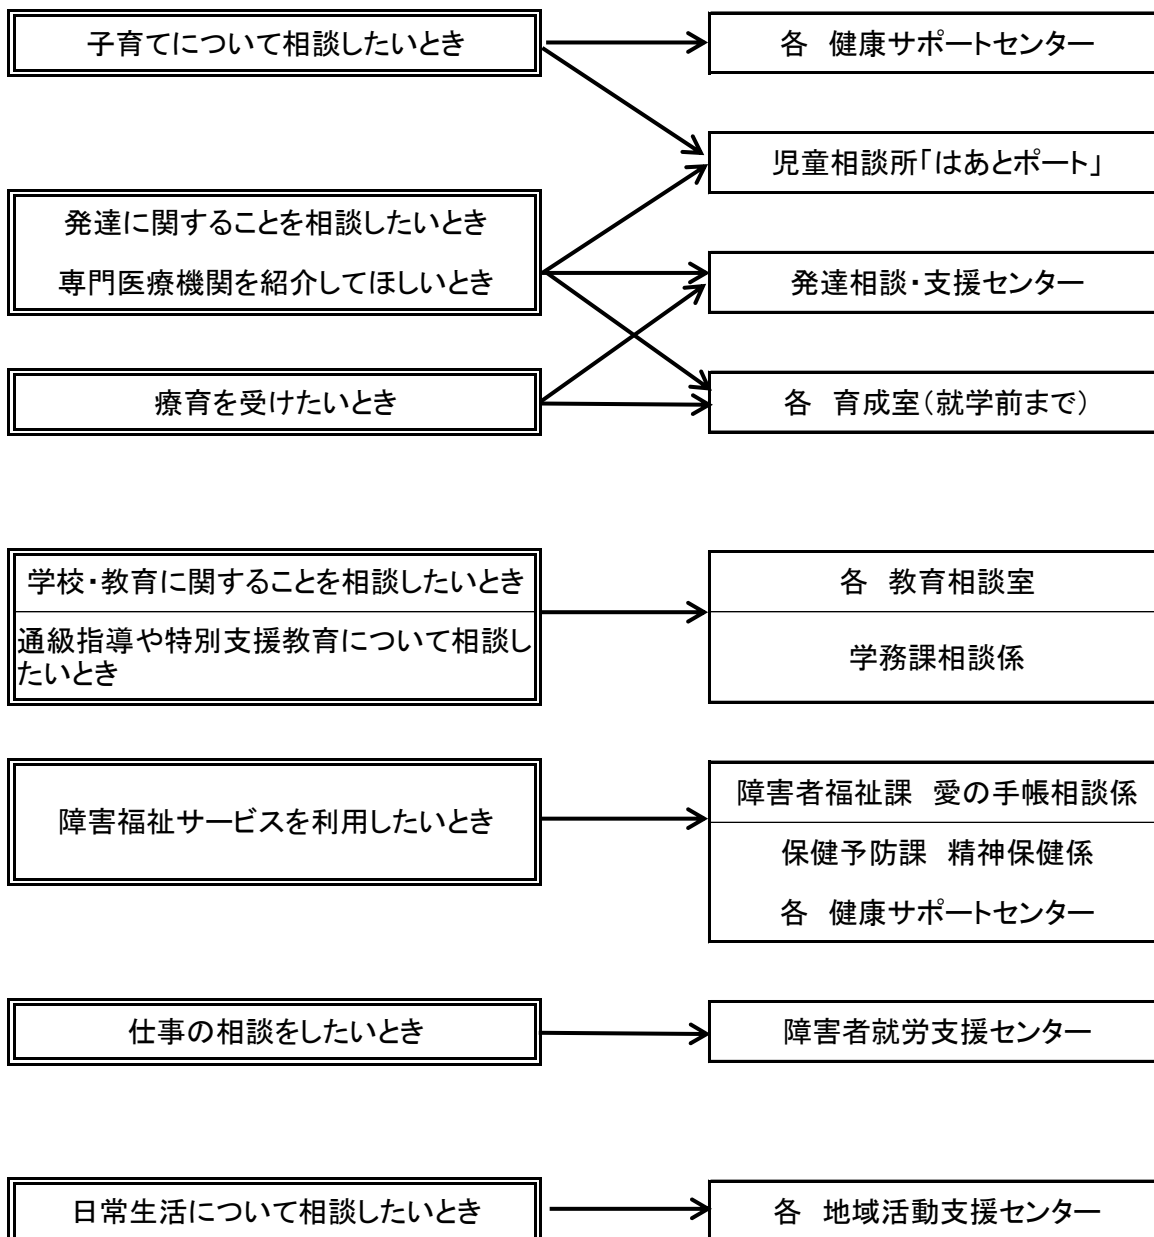 子育てについて相談したいとき
各　健康サポートセンター
児童相談所「はあとポート」
発達に関することを相談したいとき
専門医療機関を紹介してほしいとき
発達相談・支援センター
療育を受けたいとき
各　育成室（就学前まで）
学校・教育に関することを相談したいとき
各　教育相談室
通級指導や特別支援教育について相談し
たいとき
学務課相談係
障害福祉サービスを利用したいとき
障害者福祉課　愛の手帳相談係
保健予防課　精神保健係
各　健康サポートセンター
仕事の相談をしたいとき
障害者就労支援センター
日常生活について相談したいとき
各　地域活動支援センター